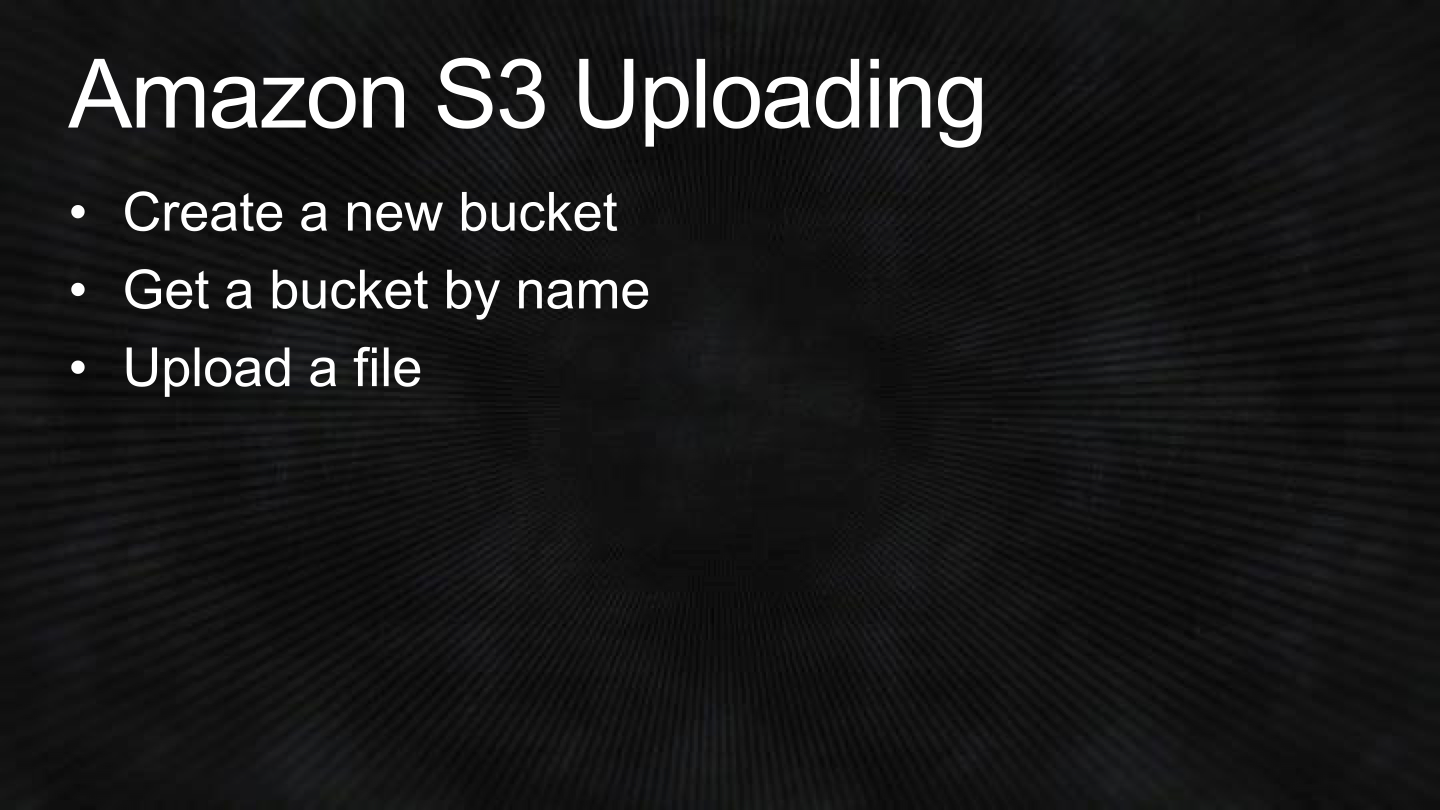 Amazon S3 Uploading
• Create a new bucket
• Get a bucket by name
• Upload a file